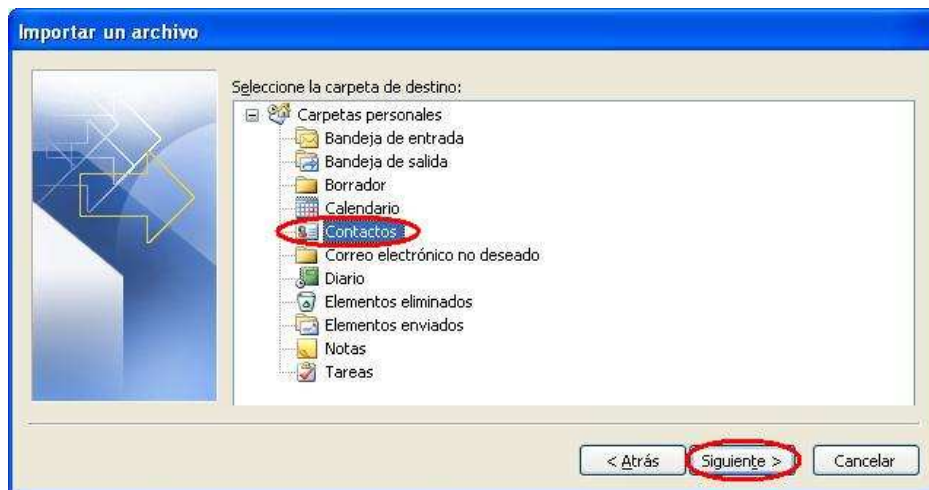 Importar un archivo
Seleccione la carpeta de destino:
Carpetas personales
Bandeja de entrada
Bandeja de salida
Borrador
Calendario
Contactos
Correo electrónico no deseado
Diario
Elementos eliminados
Elementos enviados
Notas
Tareas
< Atrás Siguiente > Cancelar